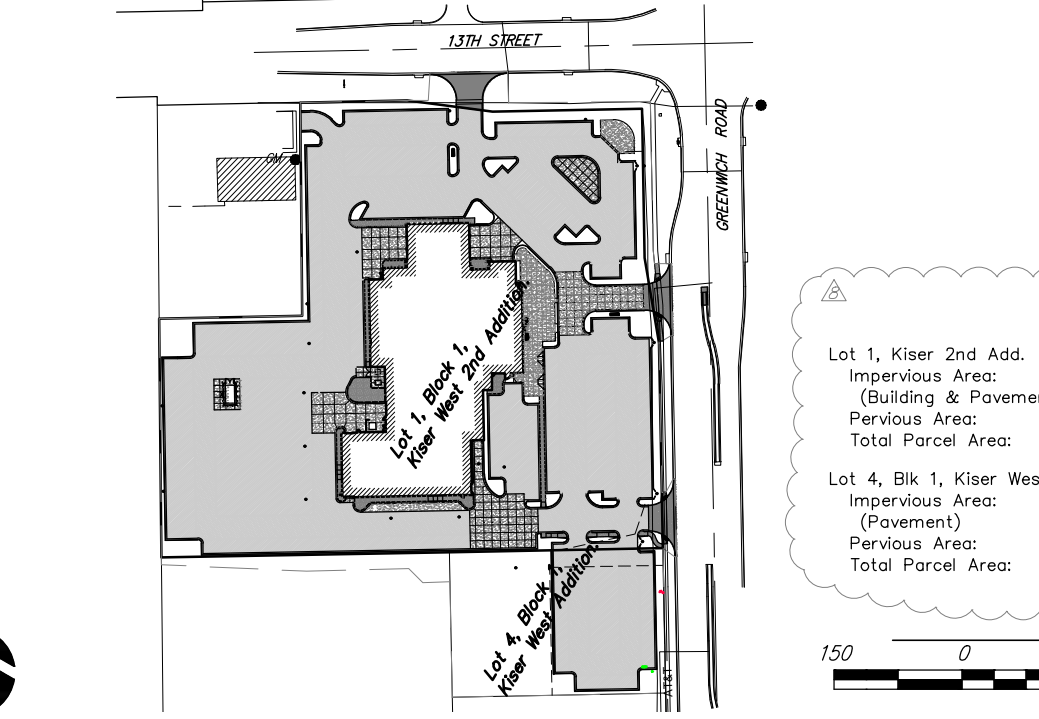 13TH STREET
GREENWICH ROAD
GM
Lot 1, Block 1,
Kiser West 2nd Addition.
8
Lot 1, Kiser 2nd Add.
Impervious Area:
(Building & Pavemen
Pervious Area:
Total Parcel Area:
Lot 4, Blk 1, Kiser Wes
Impervious Area:
(Pavement)
Pervious Area:
Total Parcel Area:
Lot 4, Block 1,
Kiser West Addition.
150 0
AT&T